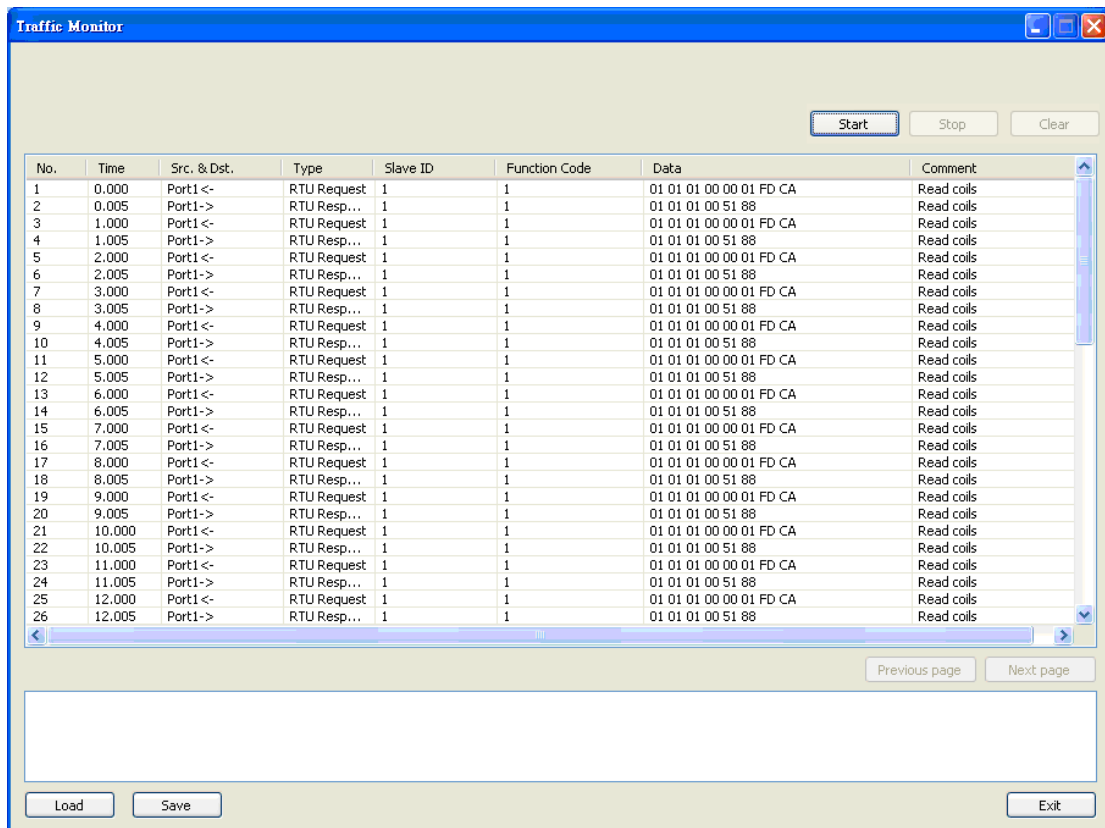 Traffic Monitor
Start Stop Clear
No. Time Src. & Dst. Type Slave ID Function Code Data Comment
1 0.000 Port1<- RTU Request 1 1 01 01 01 00 00 01 FD CA Read coils
2 0.005 Port1-> RTU Resp... 1 1 01 01 01 00 51 88 Read coils
3 1.000 Port1<- RTU Request 1 1 01 01 01 00 00 01 FD CA Read coils
4 1.005 Port1-> RTU Resp... 1 1 01 01 01 00 51 88 Read coils
5 2.000 Port1<- RTU Request 1 1 01 01 01 00 00 01 FD CA Read coils
6 2.005 Port1-> RTU Resp... 1 1 01 01 01 00 51 88 Read coils
7 3.000 Port1<- RTU Request 1 1 01 01 01 00 00 01 FD CA Read coils
8 3.005 Port1-> RTU Resp... 1 1 01 01 01 00 51 88 Read coils
9 4.000 Port1<- RTU Request 1 1 01 01 01 00 00 01 FD CA Read coils
10 4.005 Port1-> RTU Resp... 1 1 01 01 01 00 51 88 Read coils
11 5.000 Port1<- RTU Request 1 1 01 01 01 00 00 01 FD CA Read coils
12 5.005 Port1-> RTU Resp... 1 1 01 01 01 00 51 88 Read coils
13 6.000 Port1<- RTU Request 1 1 01 01 01 00 00 01 FD CA Read coils
14 6.005 Port1-> RTU Resp... 1 1 01 01 01 00 51 88 Read coils
15 7.000 Port1<- RTU Request 1 1 01 01 01 00 00 01 FD CA Read coils
16 7.005 Port1-> RTU Resp... 1 1 01 01 01 00 51 88 Read coils
17 8.000 Port1<- RTU Request 1 1 01 01 01 00 00 01 FD CA Read coils
18 8.005 Port1-> RTU Resp... 1 1 01 01 01 00 51 88 Read coils
19 9.000 Port1<- RTU Request 1 1 01 01 01 00 00 01 FD CA Read coils
20 9.005 Port1-> RTU Resp... 1 1 01 01 01 00 51 88 Read coils
21 10.000 Port1<- RTU Request 1 1 01 01 01 00 00 01 FD CA Read coils
22 10.005 Port1-> RTU Resp... 1 1 01 01 01 00 51 88 Read coils
23 11.000 Port1<- RTU Request 1 1 01 01 01 00 00 01 FD CA Read coils
24 11.005 Port1-> RTU Resp... 1 1 01 01 01 00 51 88 Read coils
25 12.000 Port1<- RTU Request 1 1 01 01 01 00 00 01 FD CA Read coils
26 12.005 Port1-> RTU Resp... 1 1 01 01 01 00 51 88 Read coils
Previous page Next page
Load Save Exit